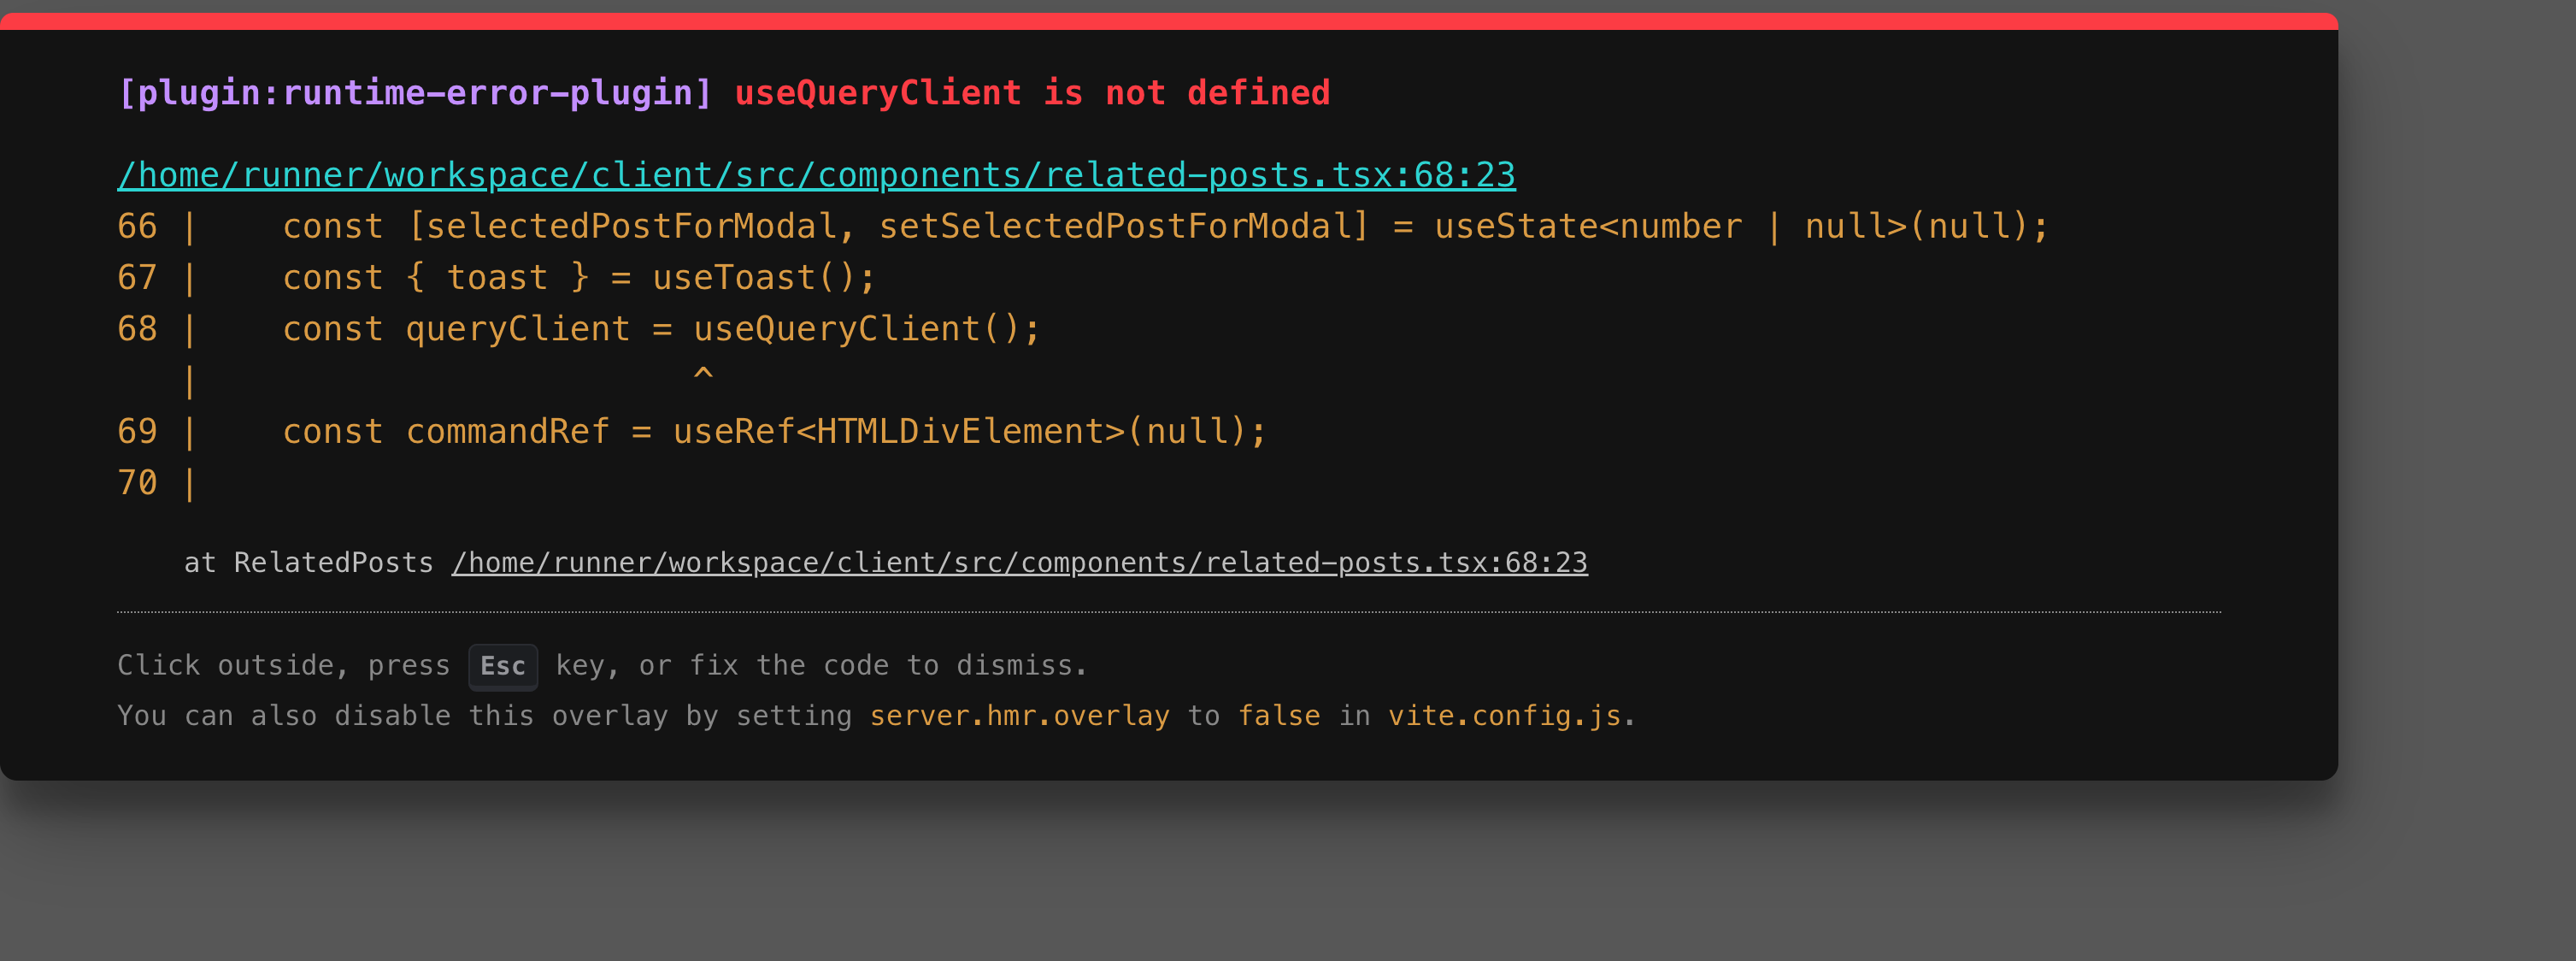 [plugin:runtime-error-plugin] useQueryClient is not defined
/home/runner/workspace/client/src/components/related-posts.tsx:68:23
66 |    const [selectedPostForModal, setSelectedPostForModal] = useState<number | null>(null);
67 |    const { toast } = useToast();
68 |    const queryClient = useQueryClient();
   |                        ^
69 |    const commandRef = useRef<HTMLDivElement>(null);
70 |
    at RelatedPosts /home/runner/workspace/client/src/components/related-posts.tsx:68:23
Click outside, press Esc key, or fix the code to dismiss.
You can also disable this overlay by setting server.hmr.overlay to false in vite.config.js.